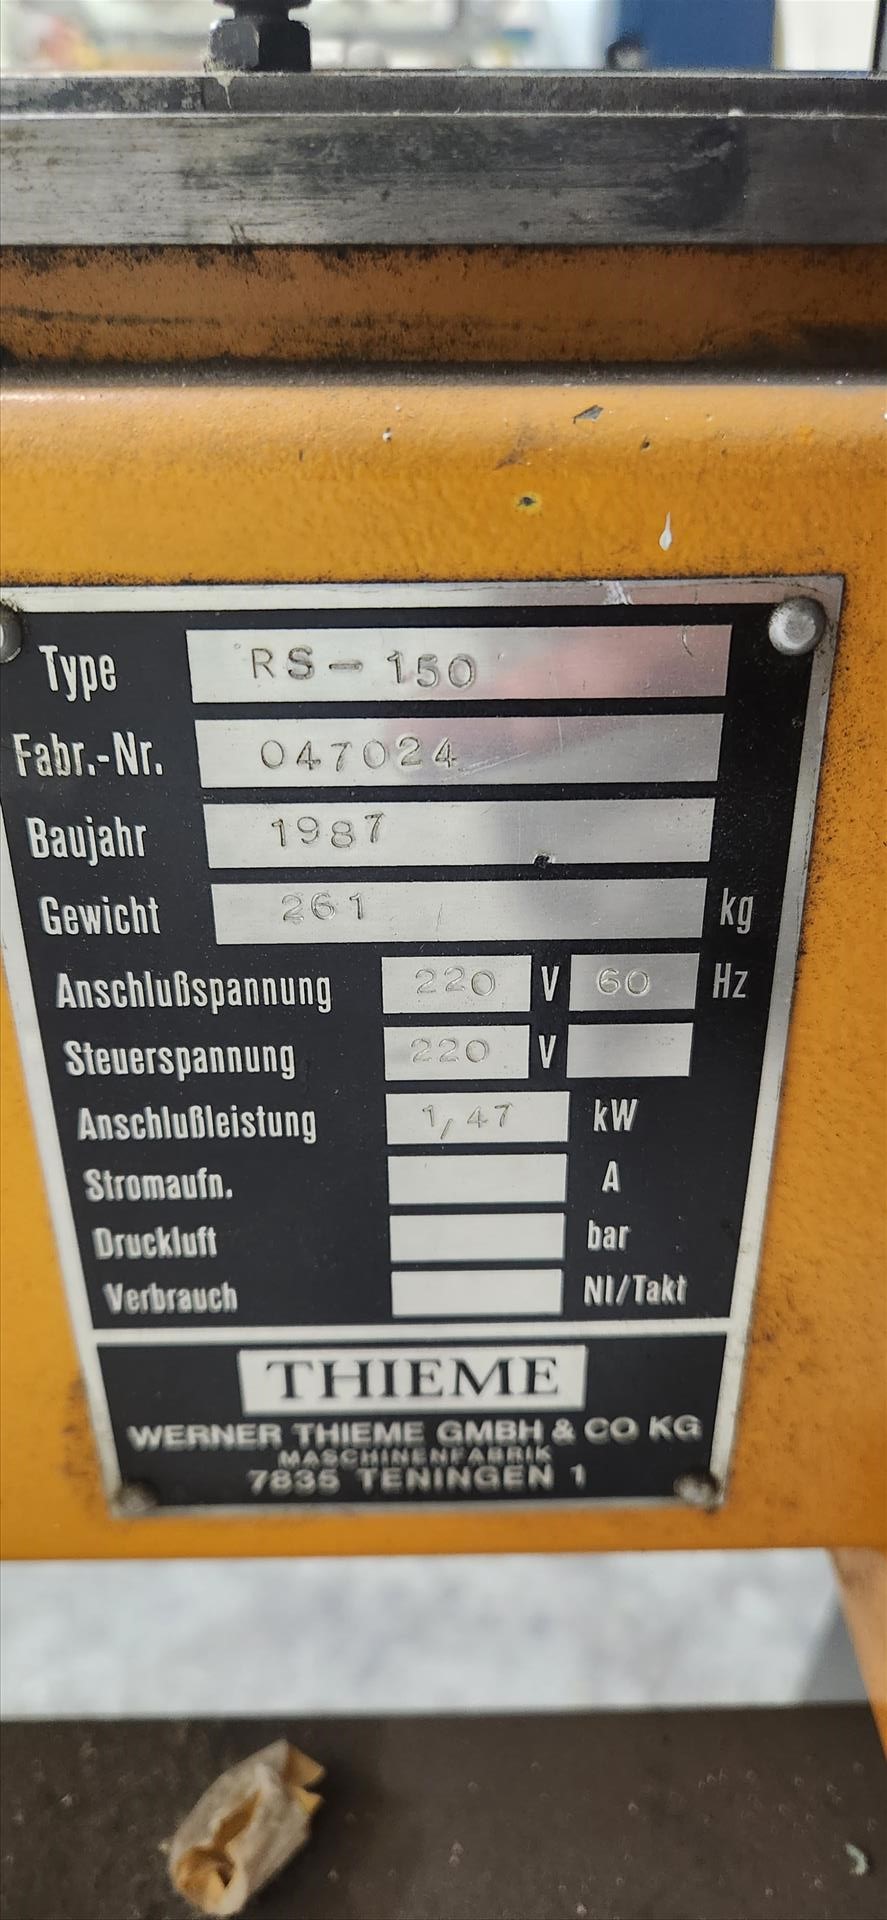 Type RS-150
Fabr.-Nr. 047024
Baujahr 1987
Gewicht 261 kg
Anschlußspannung 220 V 60 Hz
Steuerspannung 220 V
Anschlußleistung 1,47 kW
Stromaufn. A
Druckluft bar
Verbrauch Nl/Takt
THIEME
WERNER THIEME GMBH & CO KG
MASCHINENFABRIK
7835 TENINGEN 1